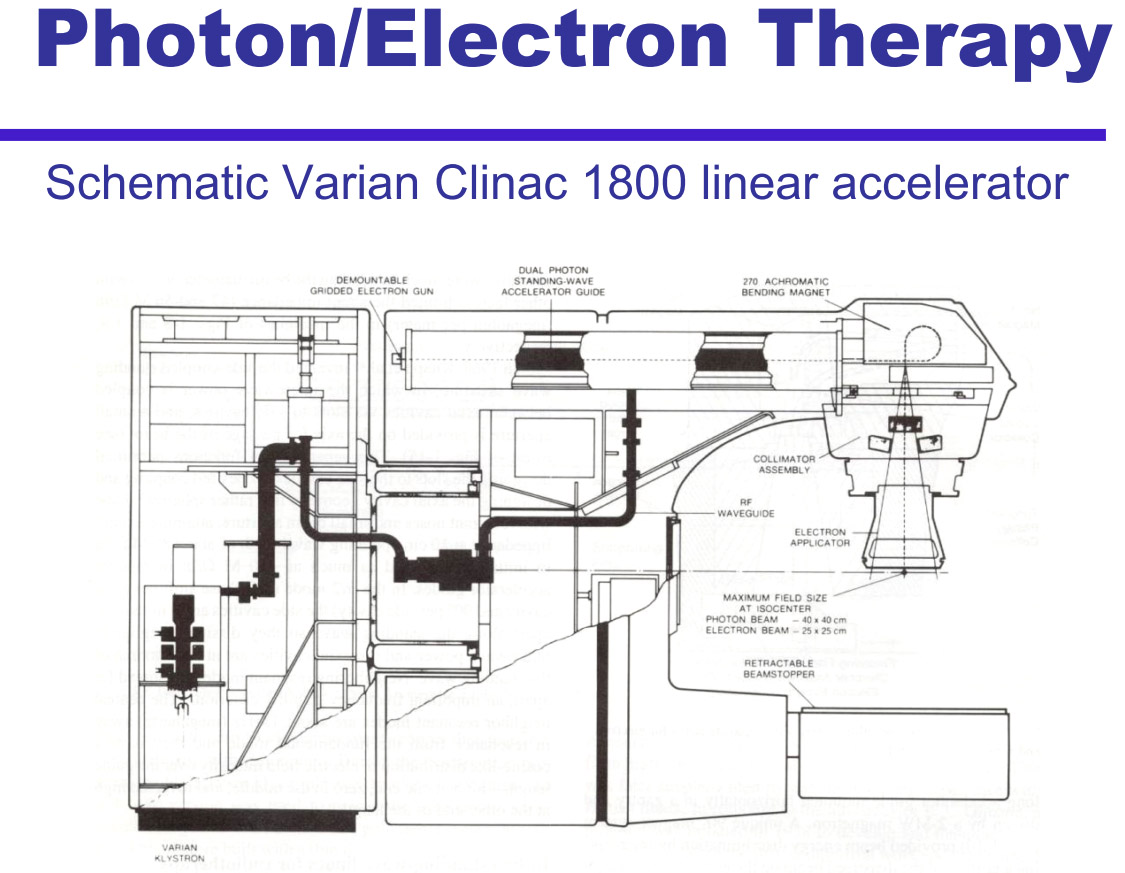 Photon/Electron Therapy
Schematic Varian Clinac 1800 linear accelerator
DEMOUNTABLE
GRIDDED ELECTRON GUN
DUAL PHOTON
STANDING-WAVE
ACCELERATOR GUIDE
270 ACHROMATIC
BENDING MAGNET
COLLIMATOR
ASSEMBLY
RF
WAVEGUIDE
ELECTRON
APPLICATOR
MAXIMUM FIELD SIZE
AT ISOCENTER
PHOTON BEAM – 40 x 40 cm
ELECTRON BEAM – 25 x 25 cm
RETRACTABLE
BEAMSTOPPER
VARIAN
KLYSTRON